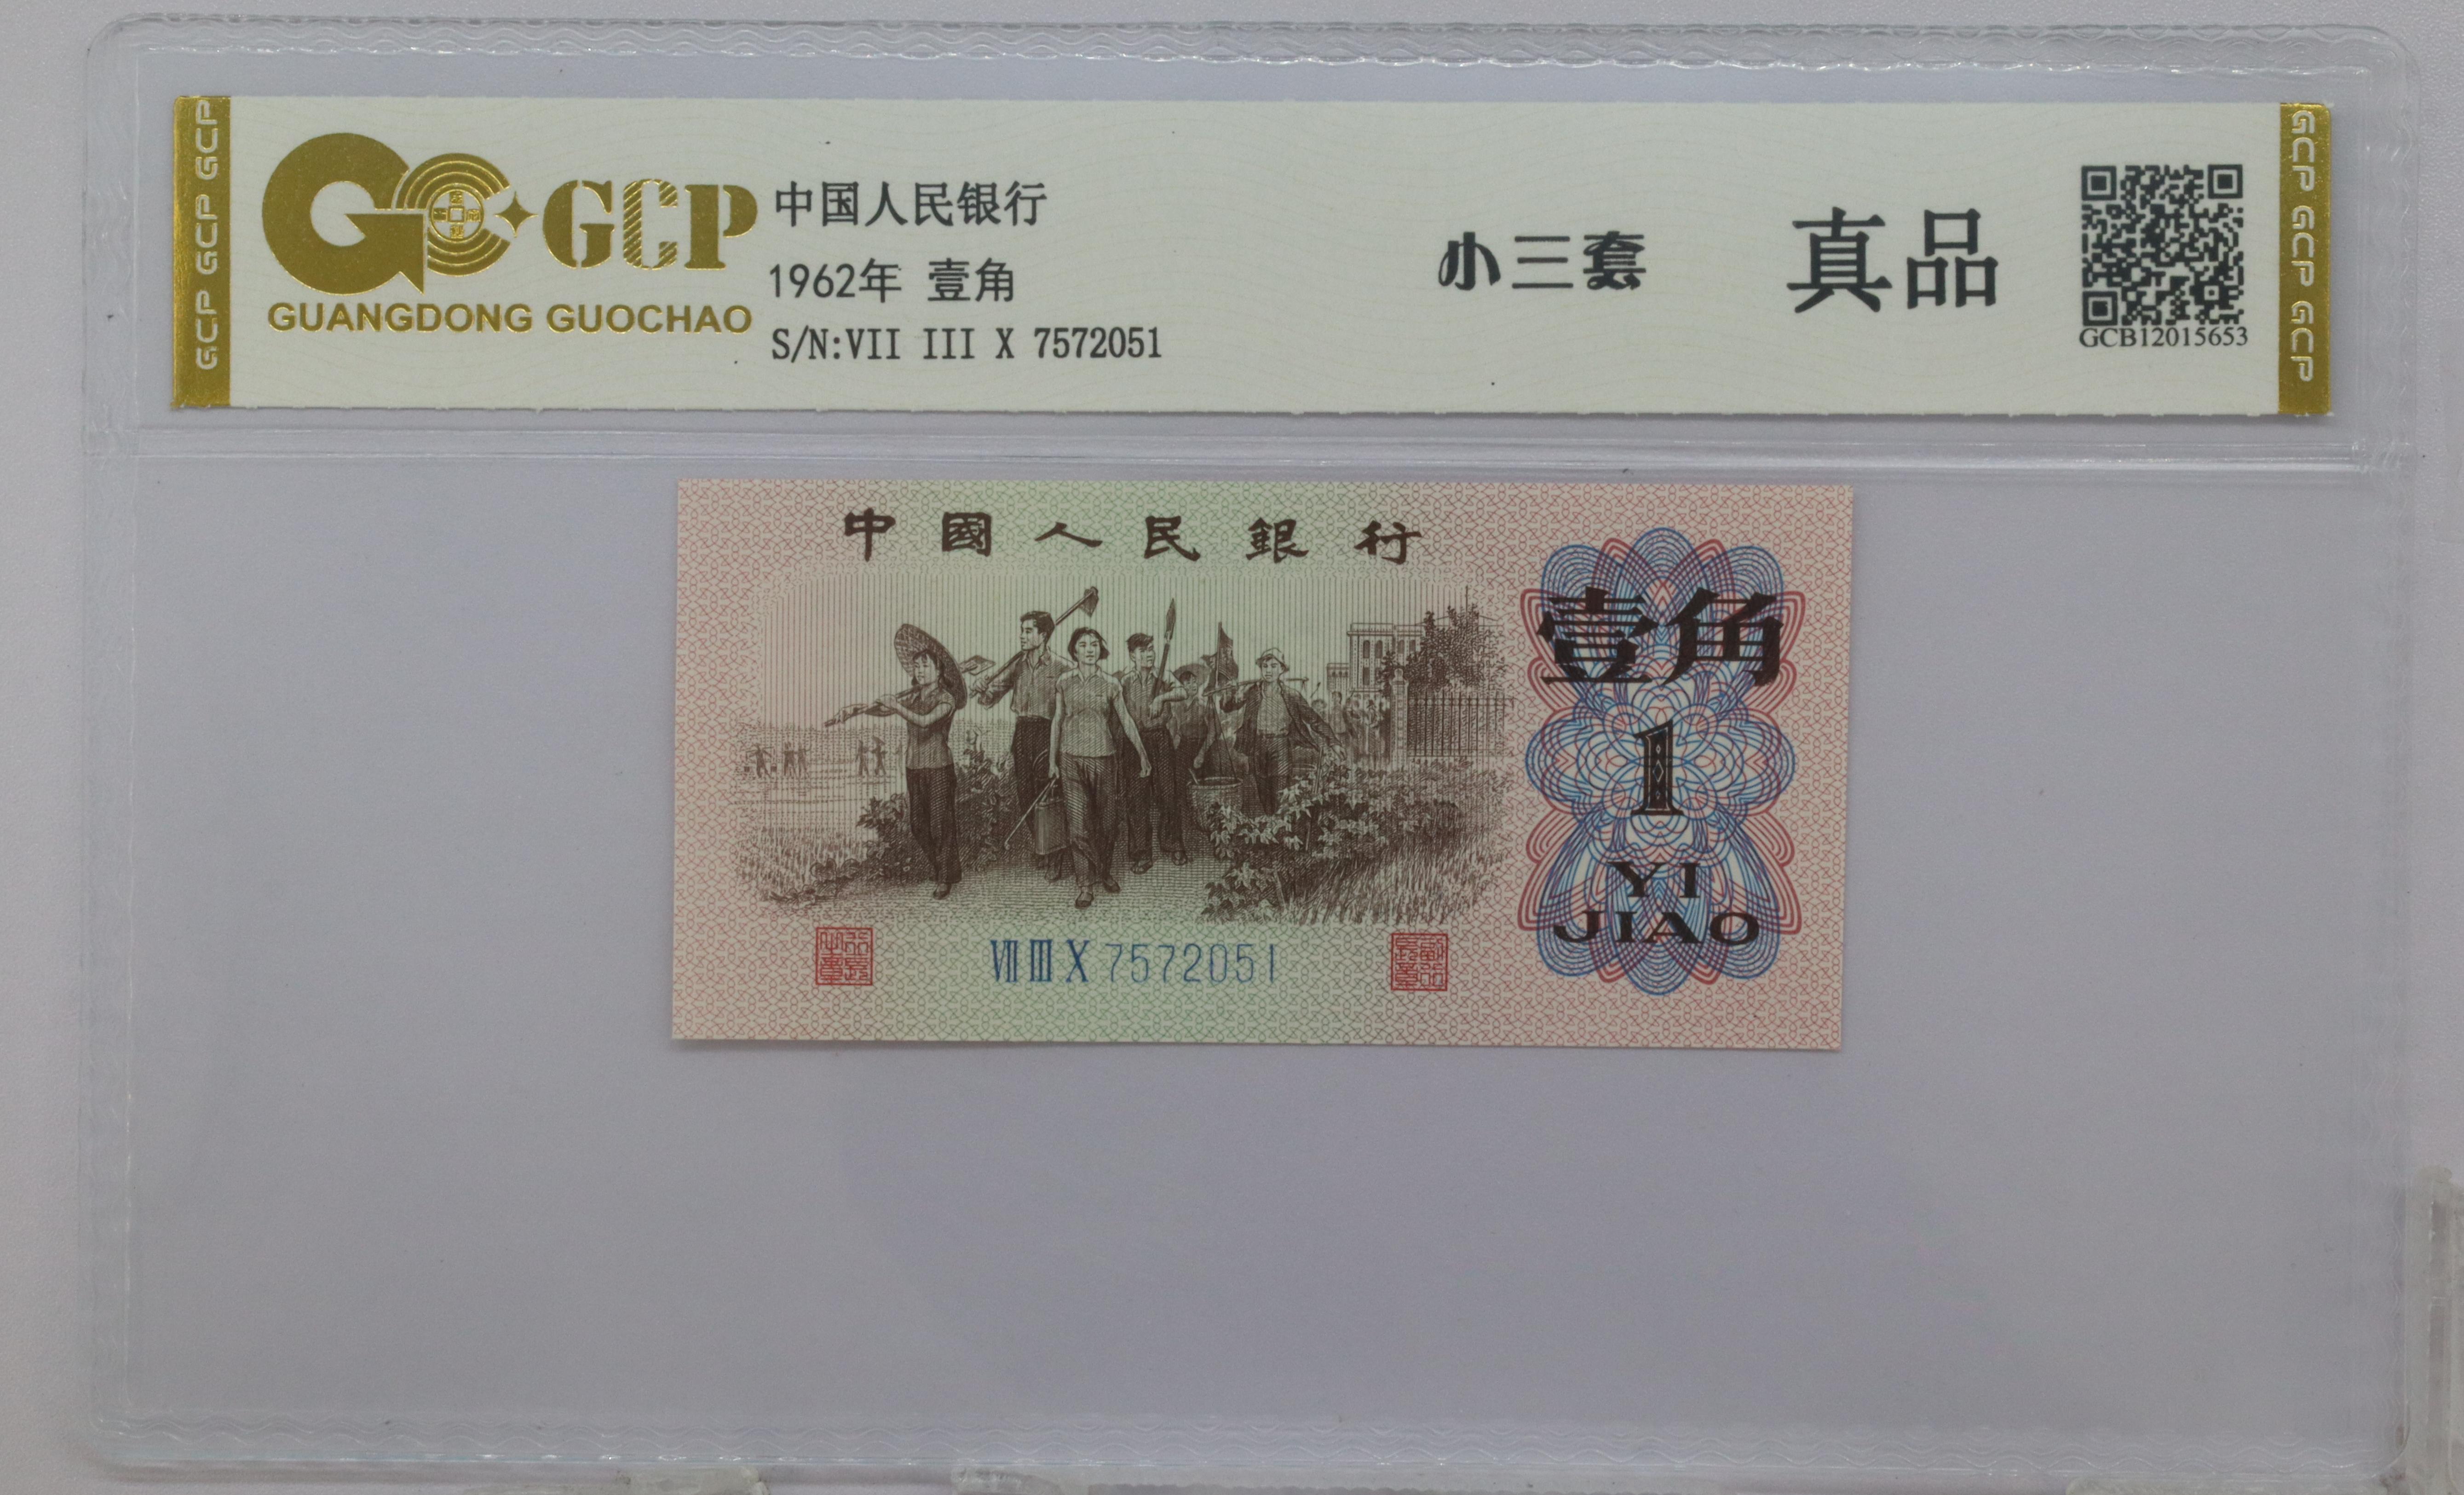 GCP GCP GCP
GCP
GUANGDONG GUOCHAO
中国人民银行
1962年 壹角
S/N:VII III X 7572051
小三套
真品
GCB12015653
GCP GCP GCP
中國人民銀行
壹角
1
YI
JIAO
VII III X 7572051